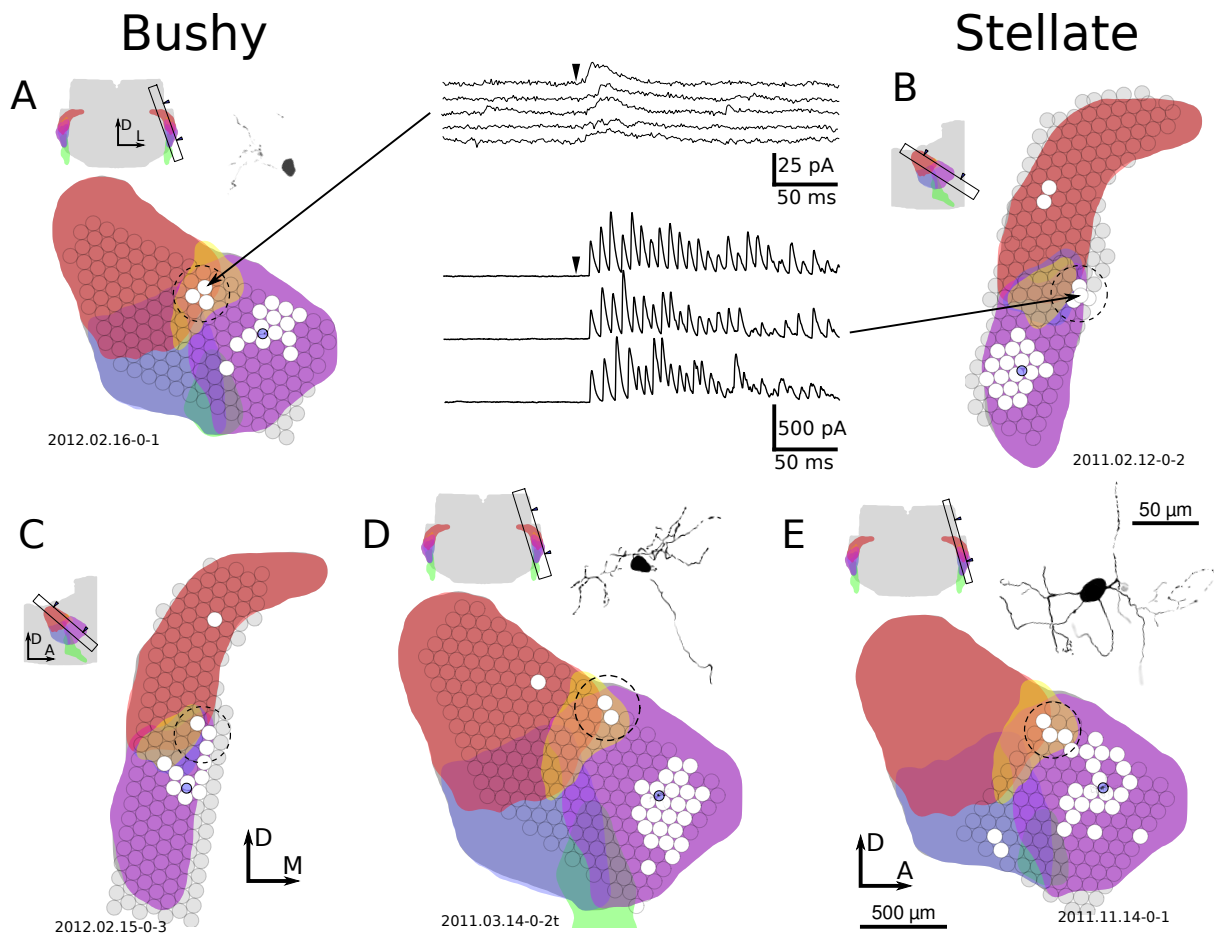 Bushy
Stellate
A
D
L
25 pA
50 ms
B
500 pA
50 ms
2012.02.16-0-1
2011.02.12-0-2
C
D
A
D
M
2012.02.15-0-3
D
2011.03.14-0-2t
E
50 µm
D
A
500 µm
2011.11.14-0-1